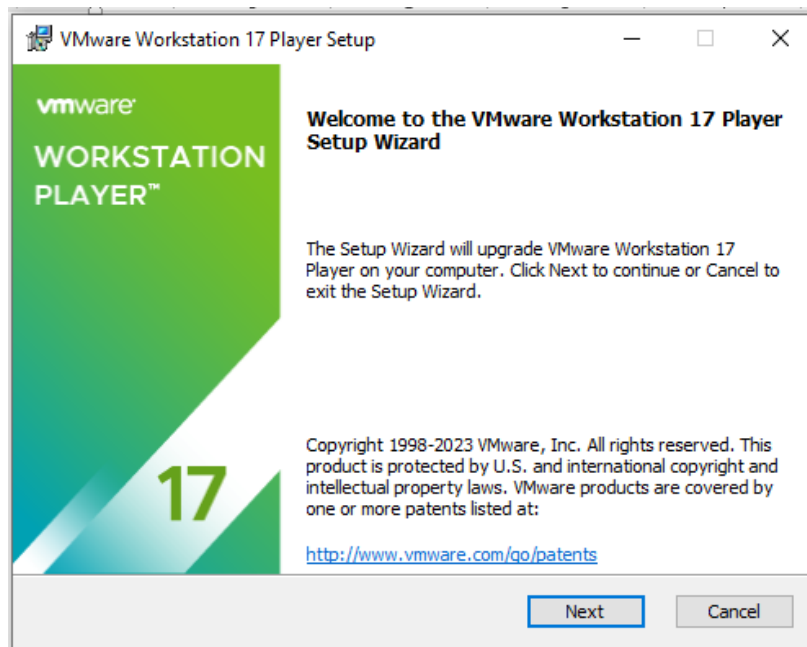 VMware Workstation 17 Player Setup
vmware®
WORKSTATION
PLAYER™
Welcome to the VMware Workstation 17 Player
Setup Wizard
The Setup Wizard will upgrade VMware Workstation 17
Player on your computer. Click Next to continue or Cancel to
exit the Setup Wizard.
Copyright 1998-2023 VMware, Inc. All rights reserved. This
product is protected by U.S. and international copyright and
intellectual property laws. VMware products are covered by
one or more patents listed at:
http://www.vmware.com/go/patents
17
Next
Cancel